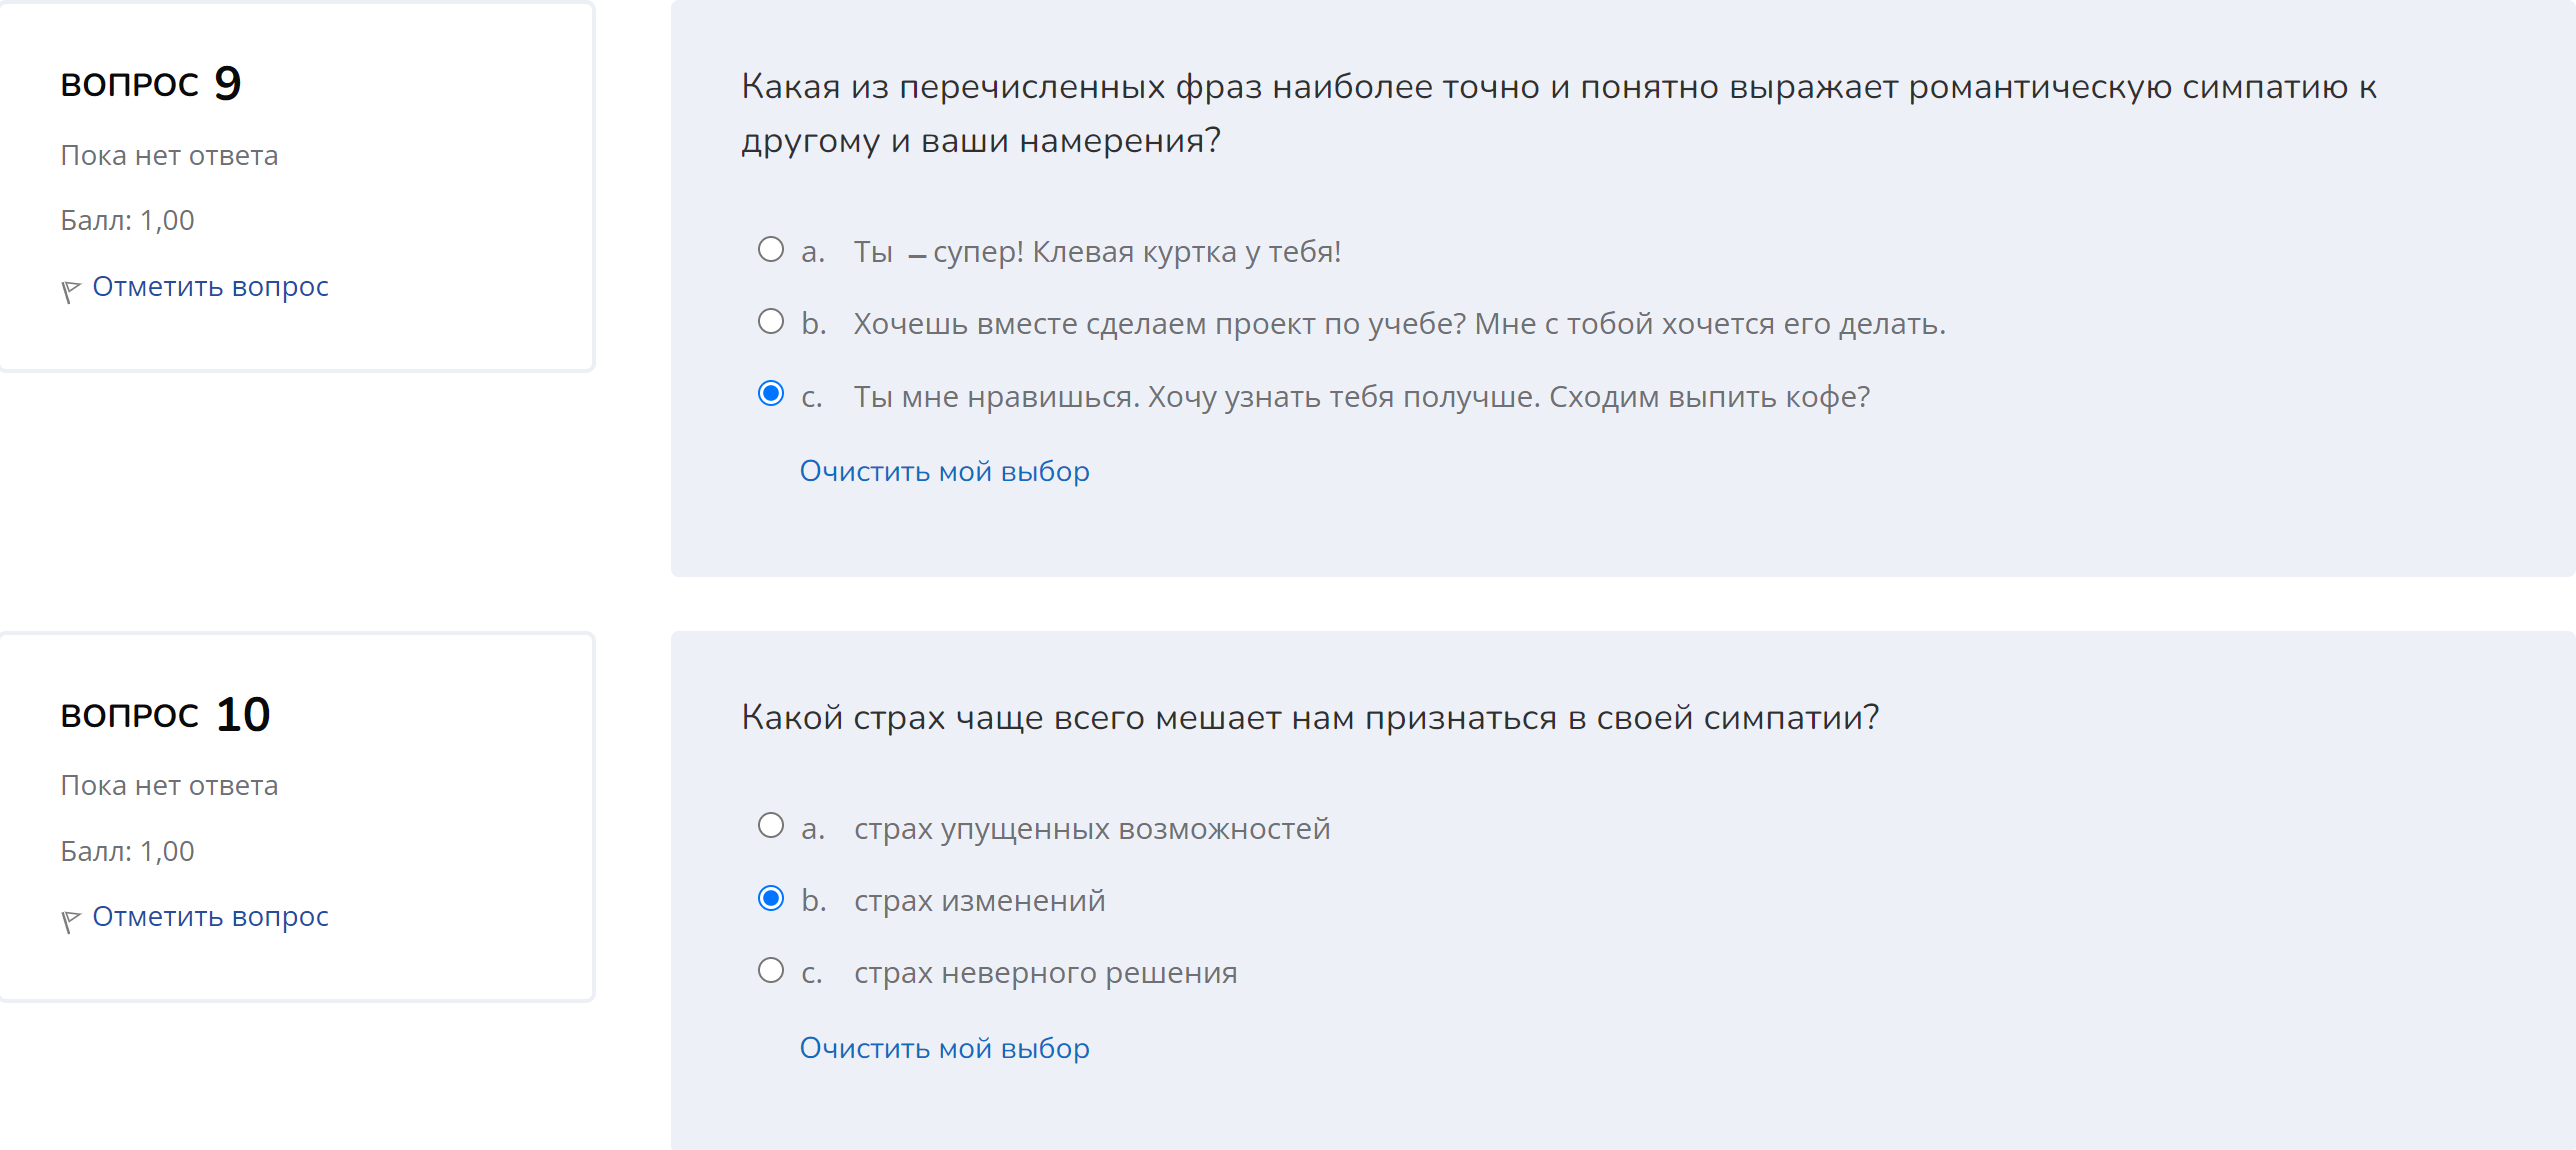 ВОПРОС 9
Пока нет ответа
Балл: 1,00
Отметить вопрос
Какая из перечисленных фраз наиболее точно и понятно выражает романтическую симпатию к
другому и ваши намерения?
a. Ты – супер! Клевая куртка у тебя!
b. Хочешь вместе сделаем проект по учебе? Мне с тобой хочется его делать.
c. Ты мне нравишься. Хочу узнать тебя получше. Сходим выпить кофе?
Очистить мой выбор
ВОПРОС 10
Пока нет ответа
Балл: 1,00
Отметить вопрос
Какой страх чаще всего мешает нам признаться в своей симпатии?
a. страх упущенных возможностей
b. страх изменений
c. страх неверного решения
Очистить мой выбор